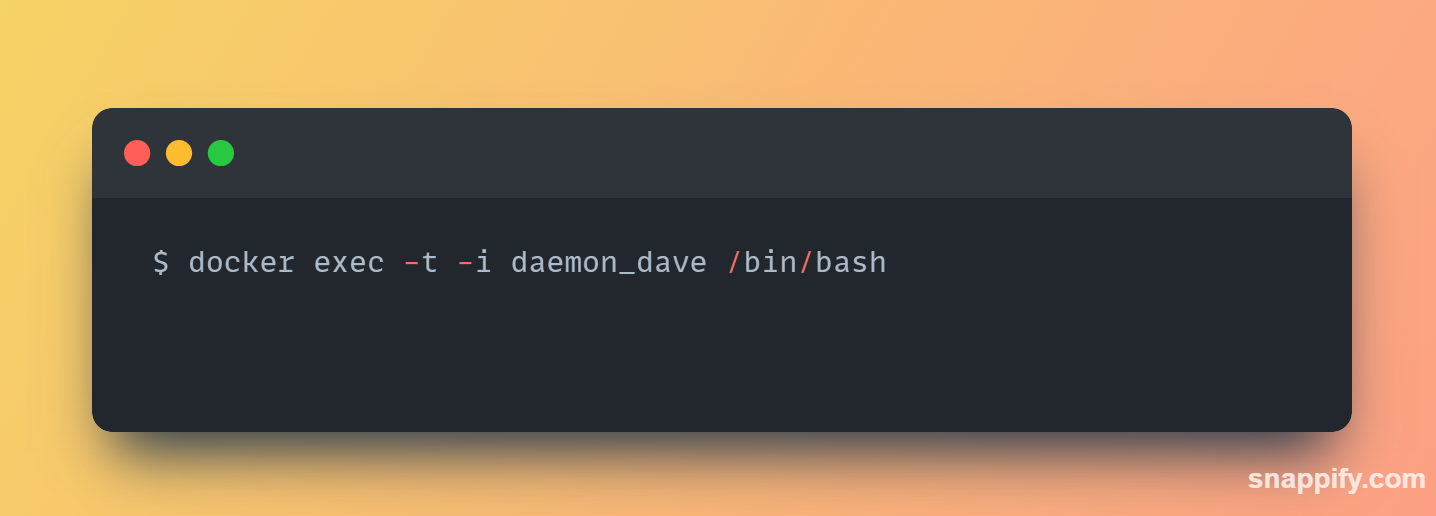 $ docker exec -t -i daemon_dave /bin/bash
snappify.com